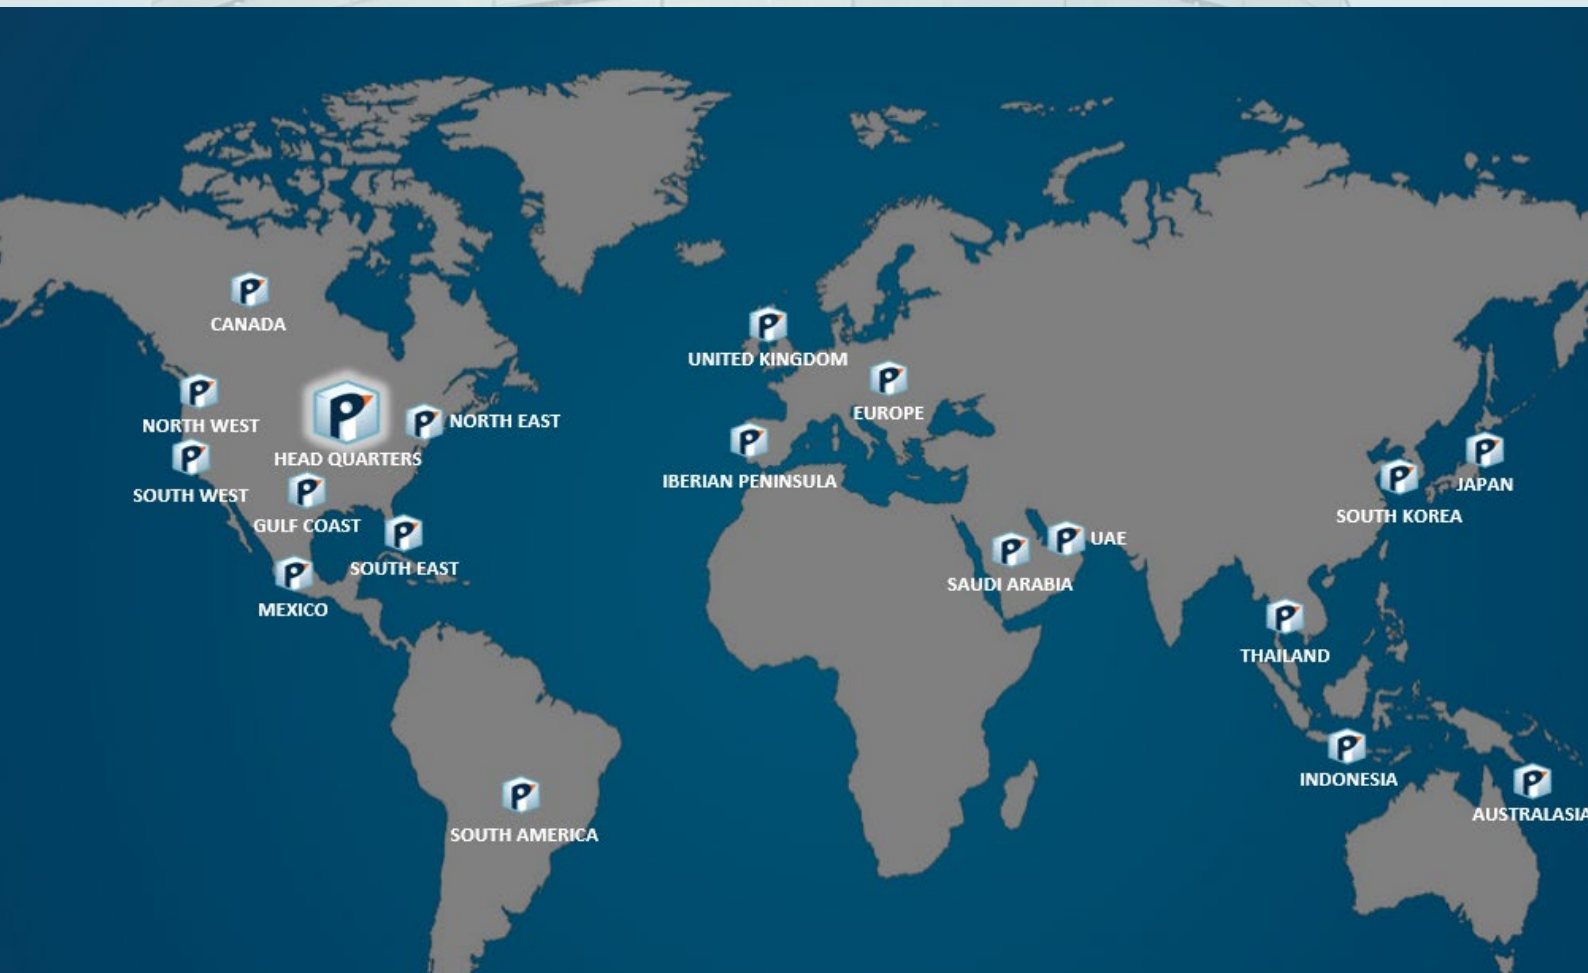 CANADA
UNITED KINGDOM
EUROPE
NORTH WEST
NORTH EAST
HEAD QUARTERS
SOUTH WEST
GULF COAST
SOUTH EAST
MEXICO
IBERIAN PENINSULA
JAPAN
SOUTH KOREA
UAE
SAUDI ARABIA
THAILAND
INDONESIA
AUSTRALASIA
SOUTH AMERICA